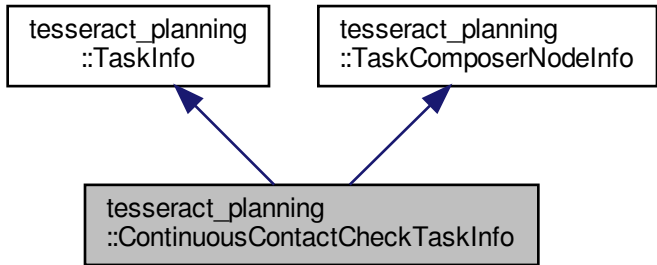 tesseract_planning
::TaskInfo
tesseract_planning
::TaskComposerNodeInfo
tesseract_planning
::ContinuousContactCheckTaskInfo